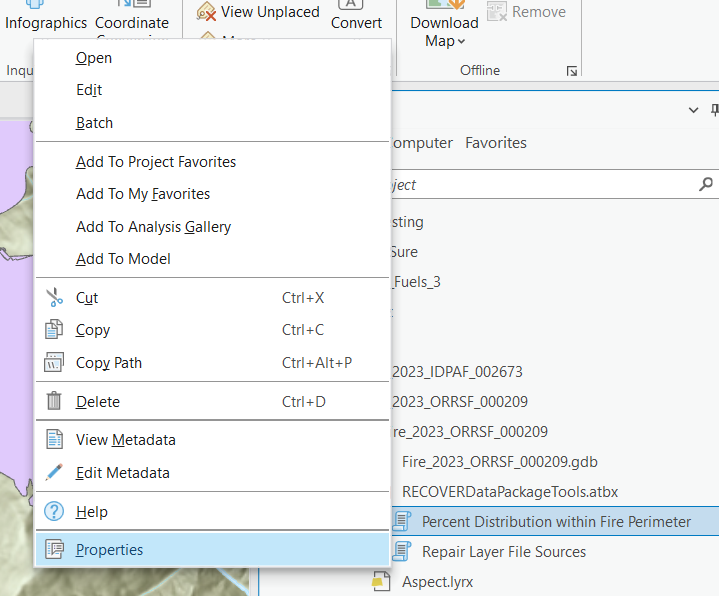 Infographics
Coordinate
View Unplaced
Convert
Download
Map
Remove
Inqu
Offline
Open
Edit
Batch
Add To Project Favorites
Add To My Favorites
Add To Analysis Gallery
Add To Model
Cut Ctrl+X
Copy Ctrl+C
Copy Path Ctrl+Alt+P
Delete Ctrl+D
View Metadata
Edit Metadata
Help
Properties
omputer Favorites
ject
sting
Sure
_Fuels_3
2023_IDPAF_002673
2023_ORRSF_000209
re_2023_ORRSF_000209
Fire_2023_ORRSF_000209.gdb
RECOVERDataPackageTools.atbx
Percent Distribution within Fire Perimeter
Repair Layer File Sources
Aspect.lyrx